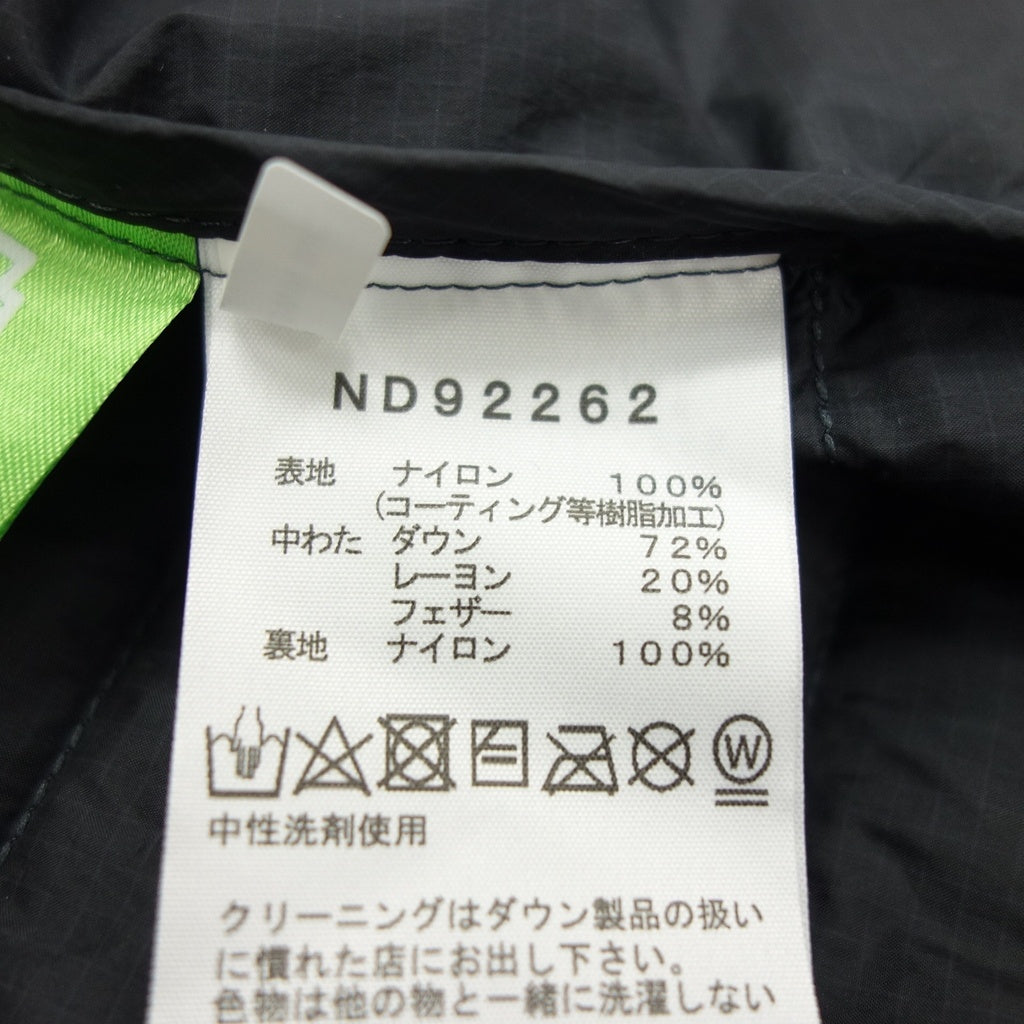 ND92262
表地 ナイロン 100%
(コーティング等樹脂加工)
中わた ダウン 72%
レーヨン 20%
フェザー 8%
裏地 ナイロン 100%
W
中性洗剤使用
クリーニングはダウン製品の扱い
に慣れた店にお出し下さい。
色物は他の物と一緒に洗濯しない